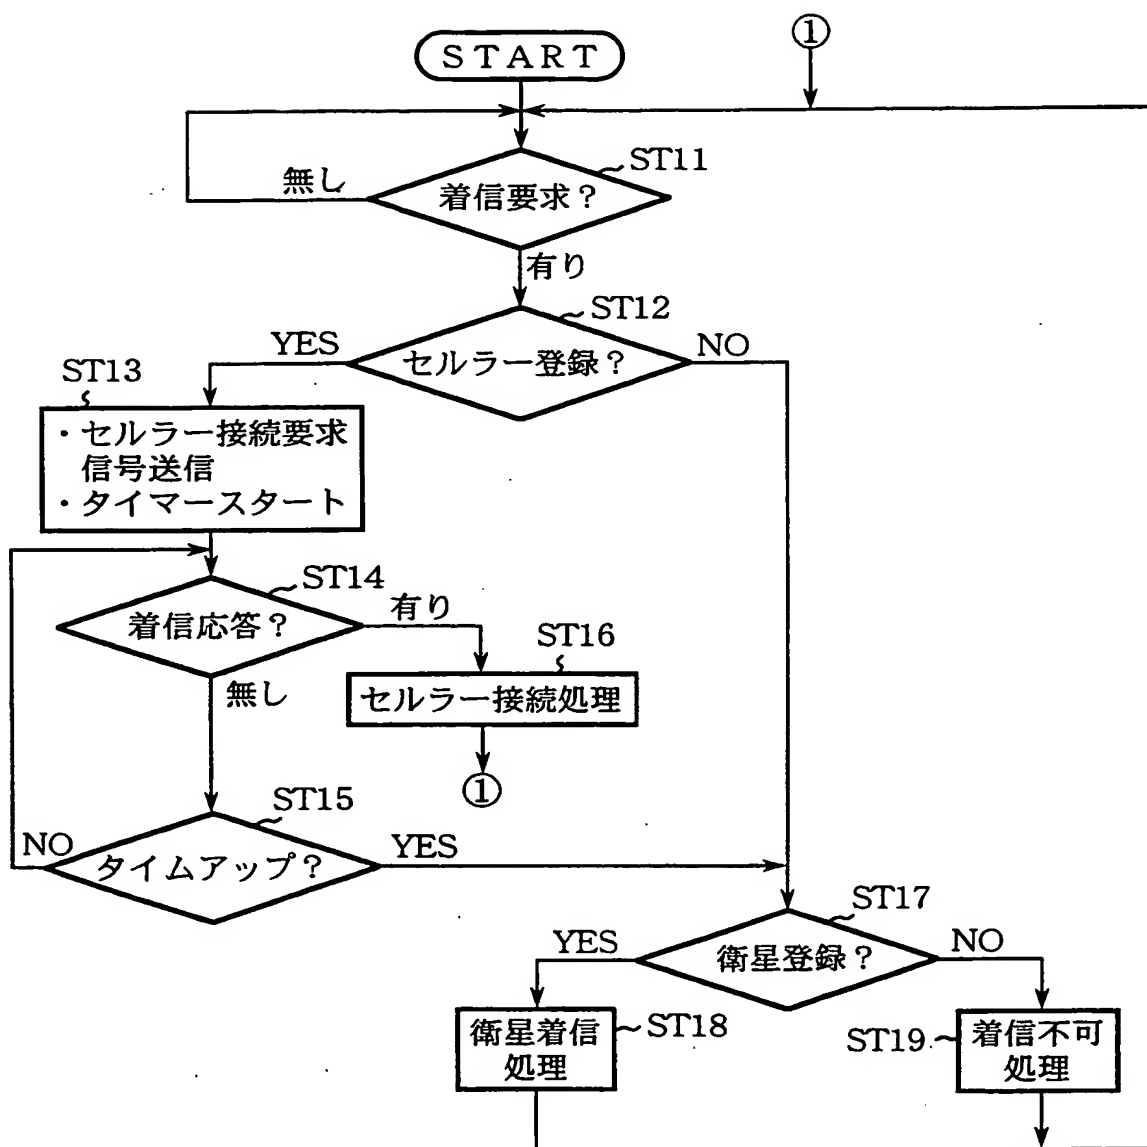 START
①
ST11
無し
着信要求？
有り
ST12
YES
セルラー登録？
NO
ST13
・セルラー接続要求
信号送信
・タイマースタート
ST14
着信応答？
有り
ST16
無し
セルラー接続処理
①
ST15
NO
タイムアップ？
YES
ST17
YES
衛星登録？
NO
衛星着信
処理
ST18
ST19
着信不可
処理